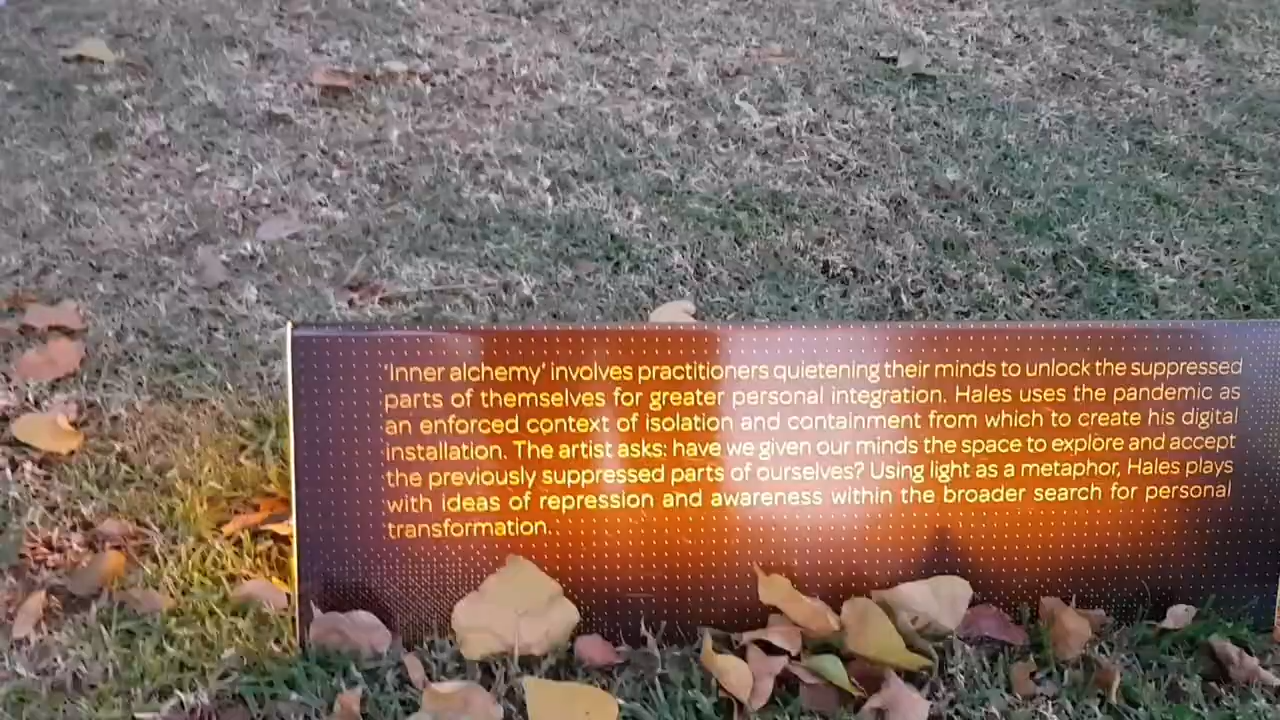 'Inner alchemy' involves practitioners quietening their minds to unlock the suppressed
parts of themselves for greater personal integration. Hales uses the pandemic as
an enforced context of isolation and containment from which to create his digital
installation. The artist asks: have we given our minds the space to explore and accept
the previously suppressed parts of ourselves? Using light as a metaphor, Hales plays
with ideas of repression and awareness within the broader search for personal
transformation.